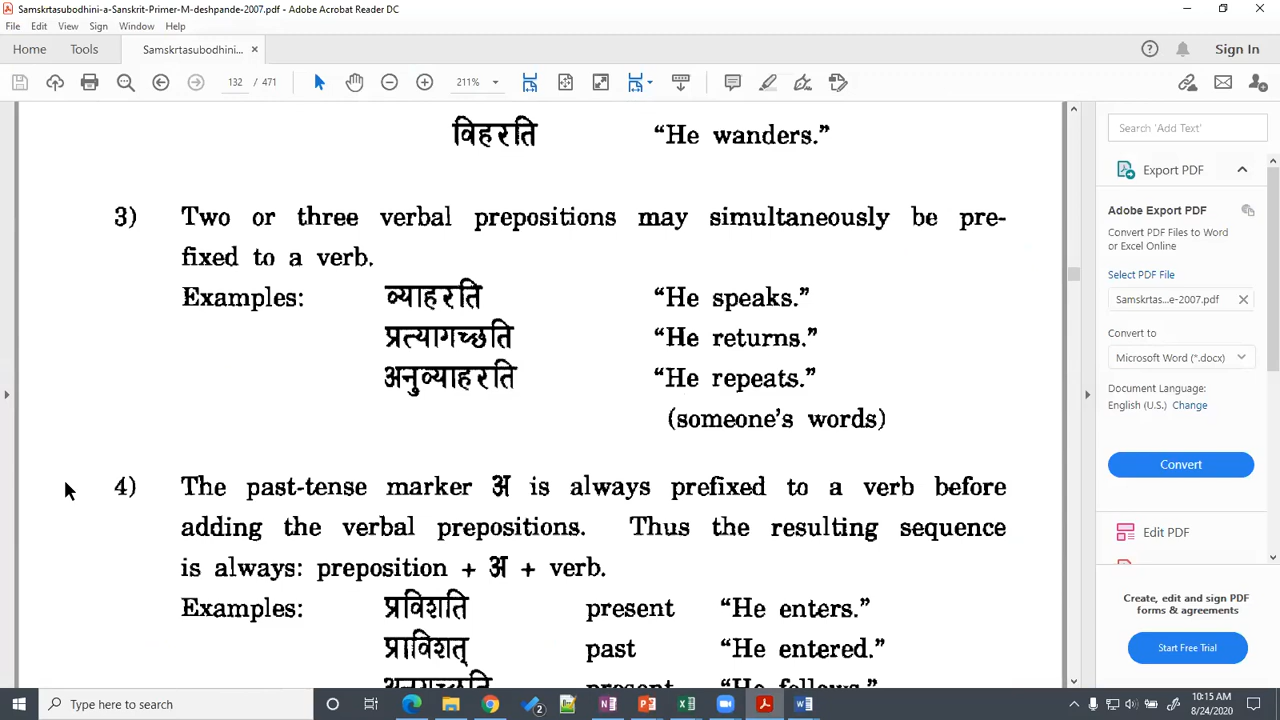 Samskrtasubodhini-a-Sanskrit-Primer-M-deshpande-2007.pdf - Adobe Acrobat Reader DC
File Edit View Sign Window Help
Home Tools Samskrtasubodhini... × Sign In
132 / 471 211%
विहरति “He wanders.”
3) Two or three verbal prepositions may simultaneously be pre-
fixed to a verb.
Examples: व्याहरति “He speaks.”
प्रत्यागच्छति “He returns.”
अनुव्याहरति “He repeats.”
(someone’s words)
4) The past-tense marker अ is always prefixed to a verb before
adding the verbal prepositions. Thus the resulting sequence
is always: preposition + अ + verb.
Examples: प्रविशति present “He enters.”
प्राविशत् past “He entered.”
अनुगच्छति present “He follows.”
Search 'Add Text'
Export PDF
Adobe Export PDF
Convert PDF Files to Word
or Excel Online
Select PDF File
Samskrtas...e-2007.pdf ×
Convert to
Microsoft Word (*.docx)
Document Language:
English (U.S.) Change
Convert
Edit PDF
Create, edit and sign PDF
forms & agreements
Start Free Trial
Type here to search
2
10:15 AM
8/24/2020